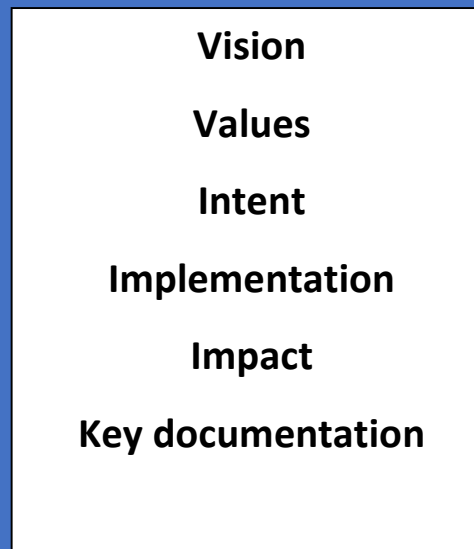 Vision
Values
Intent
Implementation
Impact
Key documentation